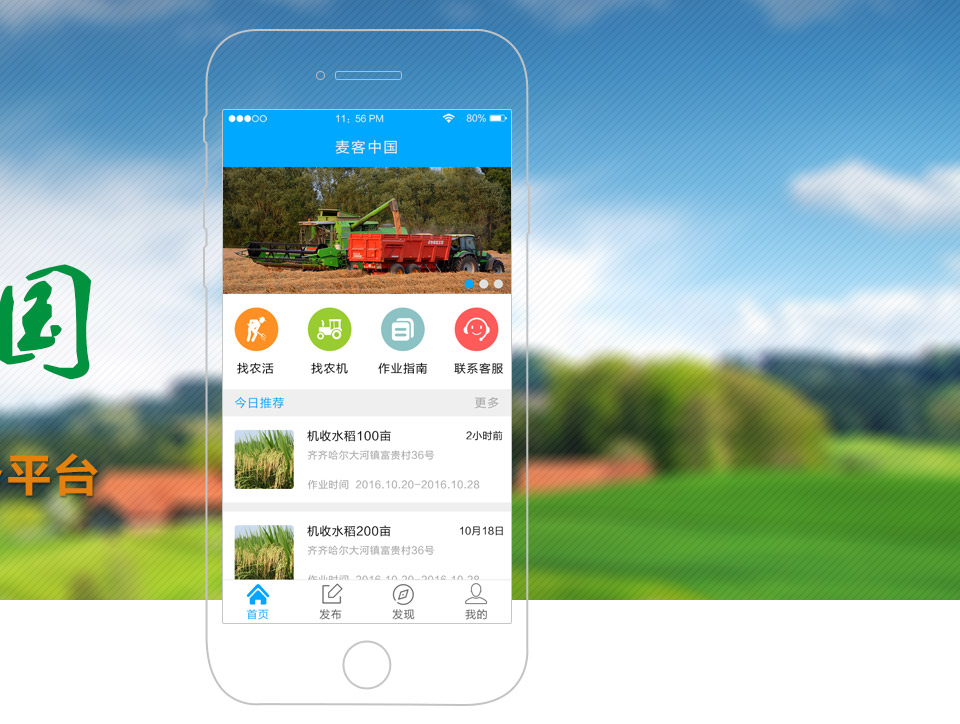 11：56 PM 80%
麦客中国
国
平台
找农活 找农机 作业指南 联系客服
今日推荐 更多
机收水稻100亩 2小时前
齐齐哈尔大河镇富贵村36号
作业时间 2016.10.20-2016.10.28
机收水稻200亩 10月18日
齐齐哈尔大河镇富贵村36号
作业时间 2016.10.20-2016.10.28
首页 发布 发现 我的